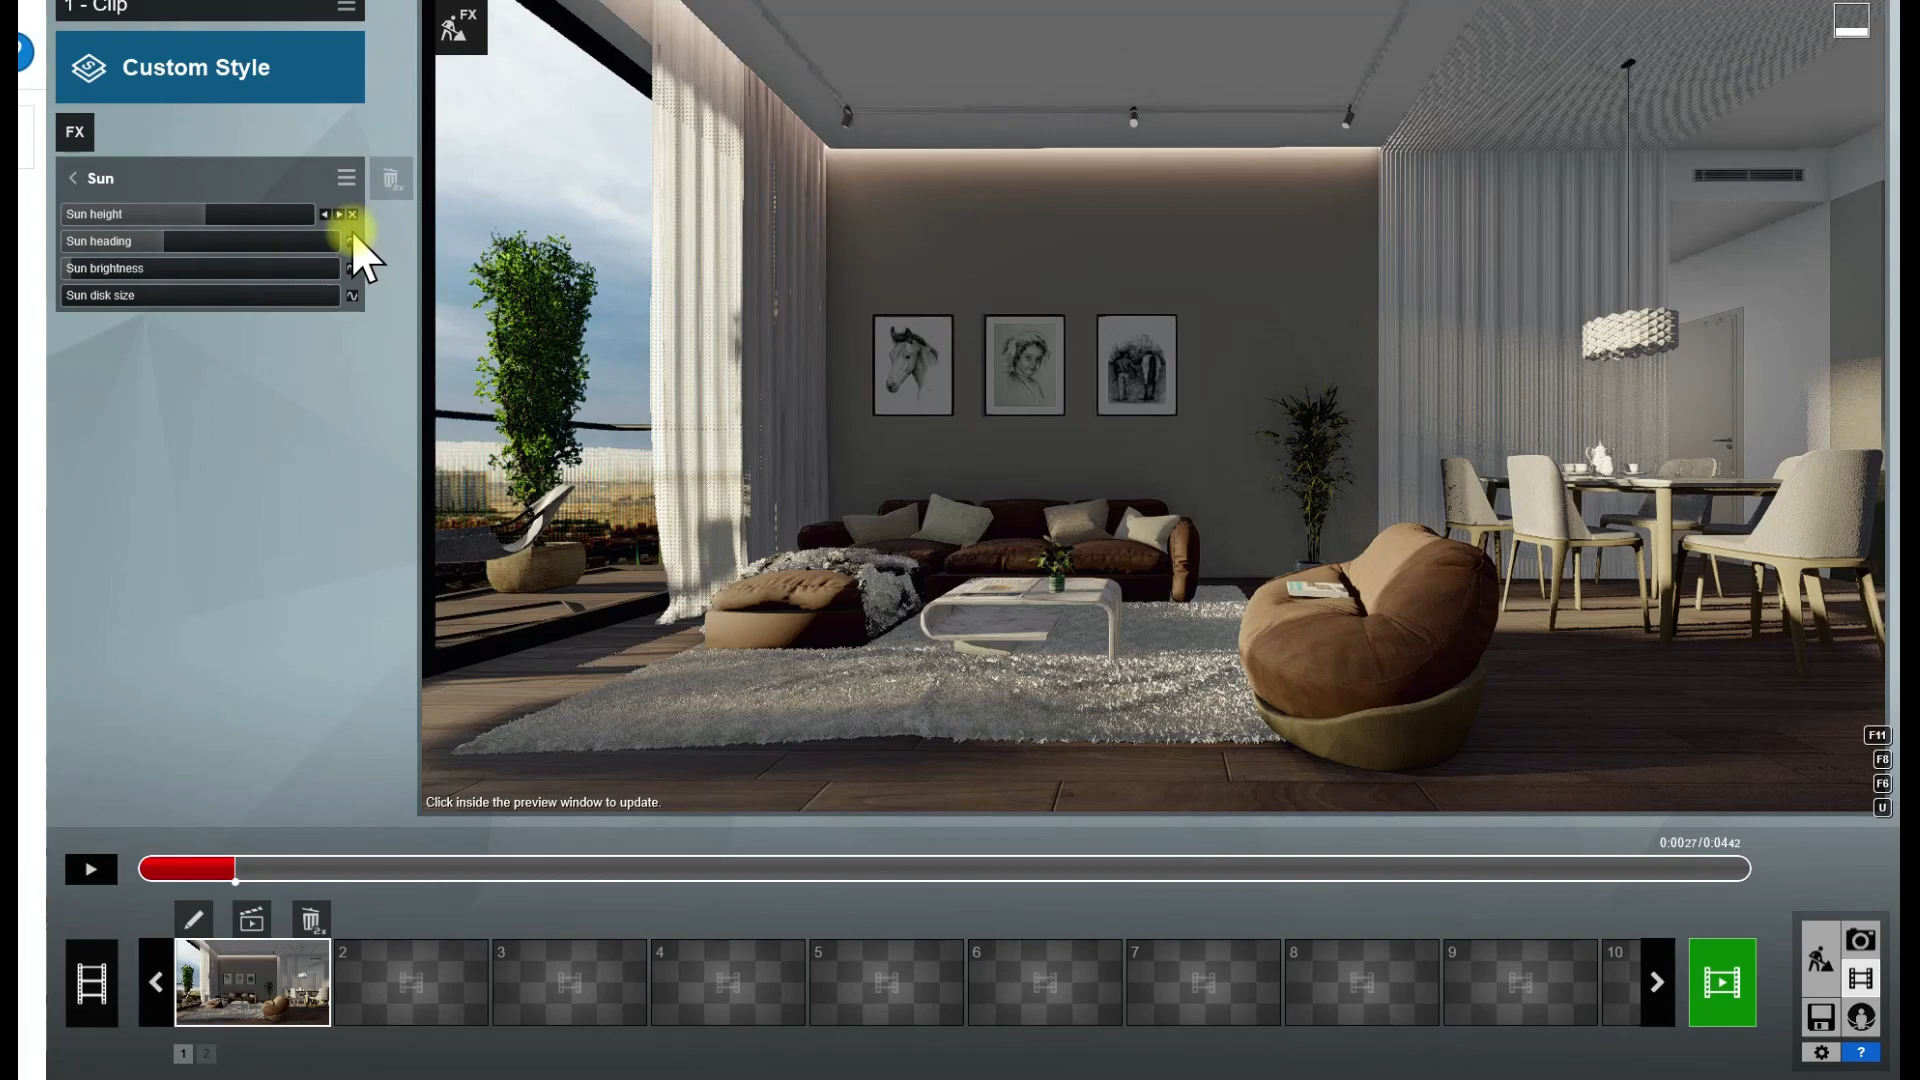 1 - Clip
FX
Custom Style
FX
Sun
2x
Sun height
Sun heading
Sun brightness
Sun disk size
F11
F8
F6
U
Click inside the preview window to update.
0:0027/0:0442
2x
2
3
4
5
6
7
8
9
10
1
2
?